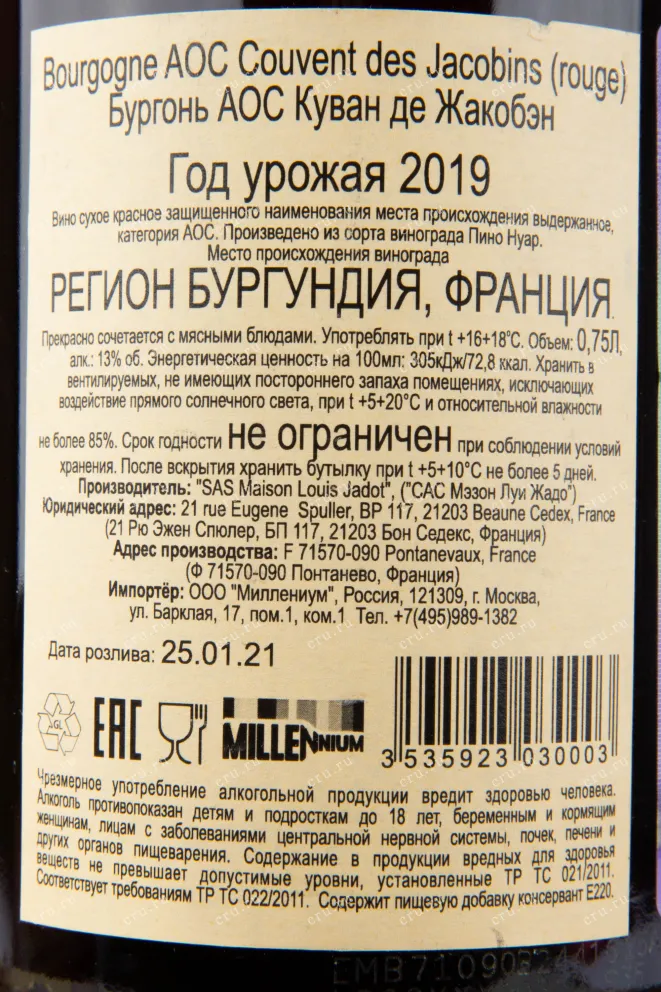 Bourgogne AOC Couvent des Jacobins (rouge)
Бургонь АОС Куван де Жакобэн
Год урожая 2019
Вино сухое красное защищенного наименования места происхождения выдержанное,
категория АОС. Произведено из сорта винограда Пино Нуар.
Место происхождения винограда
РЕГИОН БУРГУНДИЯ, ФРАНЦИЯ.
Прекрасно сочетается с мясными блюдами. Употреблять при t +16+18°C. Объем: 0,75Л,
алк.: 13% об. Энергетическая ценность на 100мл: 305кДж/72,8 ккал. Хранить в
вентилируемых, не имеющих постороннего запаха помещениях, исключающих
воздействие прямого солнечного света, при t +5+20°C и относительной влажности
не более 85%. Срок годности не ограничен при соблюдении условий
хранения. После вскрытия хранить бутылку при t +5+10°C не более 5 дней.
Производитель: "SAS Maison Louis Jadot", ("САС Мэзон Луи Жадо")
Юридический адрес: 21 rue Eugene Spuller, BP 117, 21203 Beaune Cedex, France
(21 Рю Эжен Спюлер, БП 117, 21203 Бон Седекс, Франция)
Адрес производства: F 71570-090 Pontanevaux, France
(Ф 71570-090 Понтанево, Франция)
Импортёр: ООО "Миллениум", Россия, 121309, г. Москва,
ул. Барклая, 17, пом.1, ком.1 Тел. +7(495)989-1382
Дата розлива: 25.01.21
GL
EAC
MILLENNIUM
3 535923 030003
Чрезмерное употребление алкогольной продукции вредит здоровью человека.
Алкоголь противопоказан детям и подросткам до 18 лет, беременным и кормящим
женщинам, лицам с заболеваниями центральной нервной системы, почек, печени и
других органов пищеварения. Содержание в продукции вредных для здоровья
веществ не превышает допустимые уровни, установленные ТР ТС 021/2011.
Соответствует требованиям ТР ТС 022/2011. Содержит пищевую добавку консервант Е220.